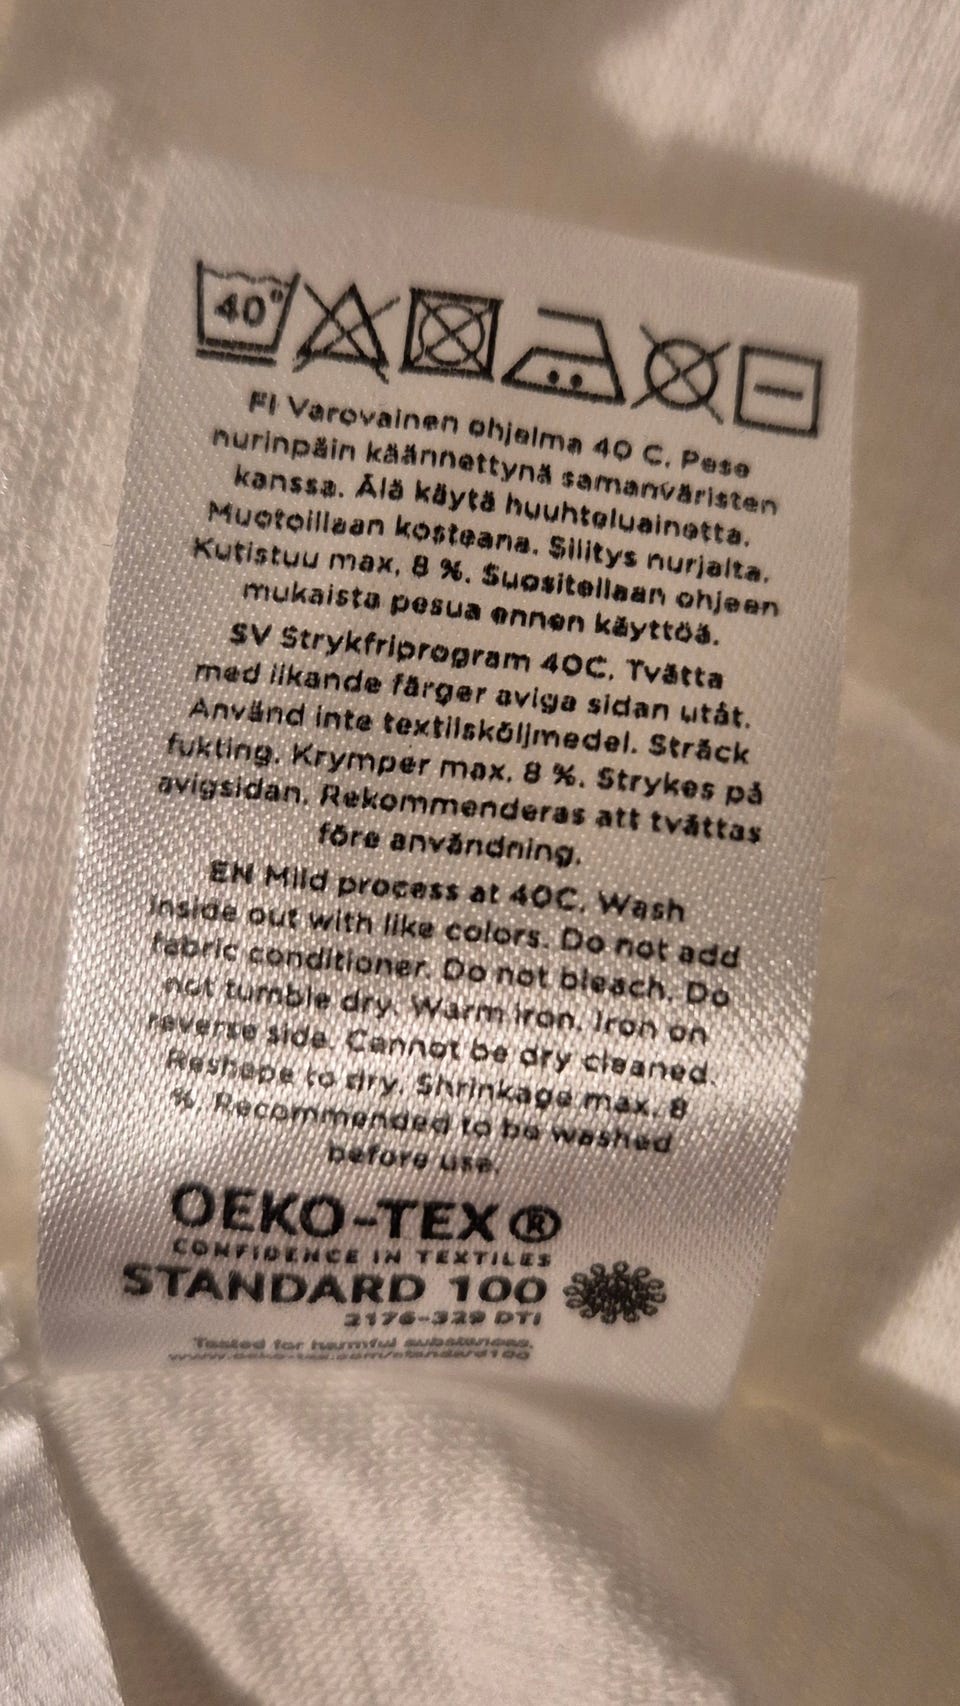 40°
FI Varovainen ohjelma 40 C. Pese
nurinpäin käännettynä samanväristen
kanssa. Älä käytä huuhteluainetta.
Muotoillaan kosteana. Silitys nurjalta.
Kutistuu max. 8 %. Suositellaan ohjeen
mukaista pesua ennen käyttöä.
SV Strykfriprogram 40C. Tvätta
med likande färger aviga sidan utåt.
Använd inte textilsköljmedel. Sträck
fukting. Krymper max. 8 %. Strykes på
avigsidan. Rekommenderas att tvättas
före användning.
EN Mild process at 40C. Wash
inside out with like colors. Do not add
fabric conditioner. Do not bleach. Do
not tumble dry. Warm iron. Iron on
reverse side. Cannot be dry cleaned.
Reshape to dry. Shrinkage max. 8
%. Recommended to be washed
before use.
OEKO-TEX®
CONFIDENCE IN TEXTILES
STANDARD 100
2176-329 DTI
Tested for harmful substances.
www.oeko-tex.com/standard100